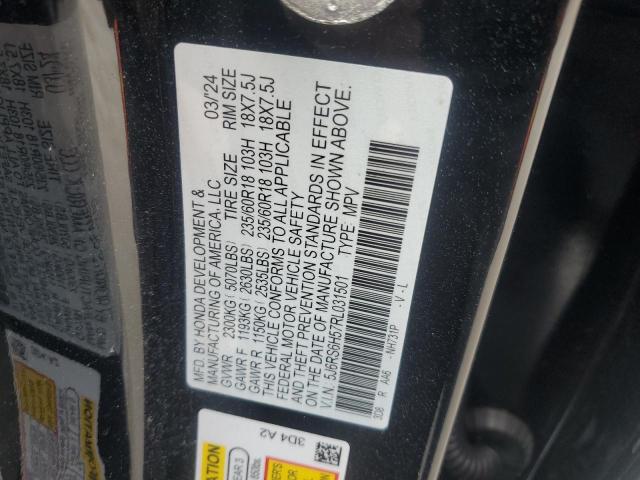 MFD. BY HONDA DEVELOPMENT &
MANUFACTURING OF AMERICA, LLC 03/'24
TIRE SIZE RIM SIZE
GVWR 2300KG( 5070LBS)
GAWR F 1193KG( 2630LBS) 235/60R18 103H 18X7.5J
GAWR R 1150KG( 2535LBS) 235/60R18 103H 18X7.5J
THIS VEHICLE CONFORMS TO ALL APPLICABLE
FEDERAL MOTOR VEHICLE SAFETY
AND THEFT PREVENTION STANDARDS IN EFFECT
ON THE DATE OF MANUFACTURE SHOWN ABOVE.
V.I.N. 5J6RS6H57RL031501 TYPE: MPV
3D8 R AA6 -NH731P -V-L
3D4 A2